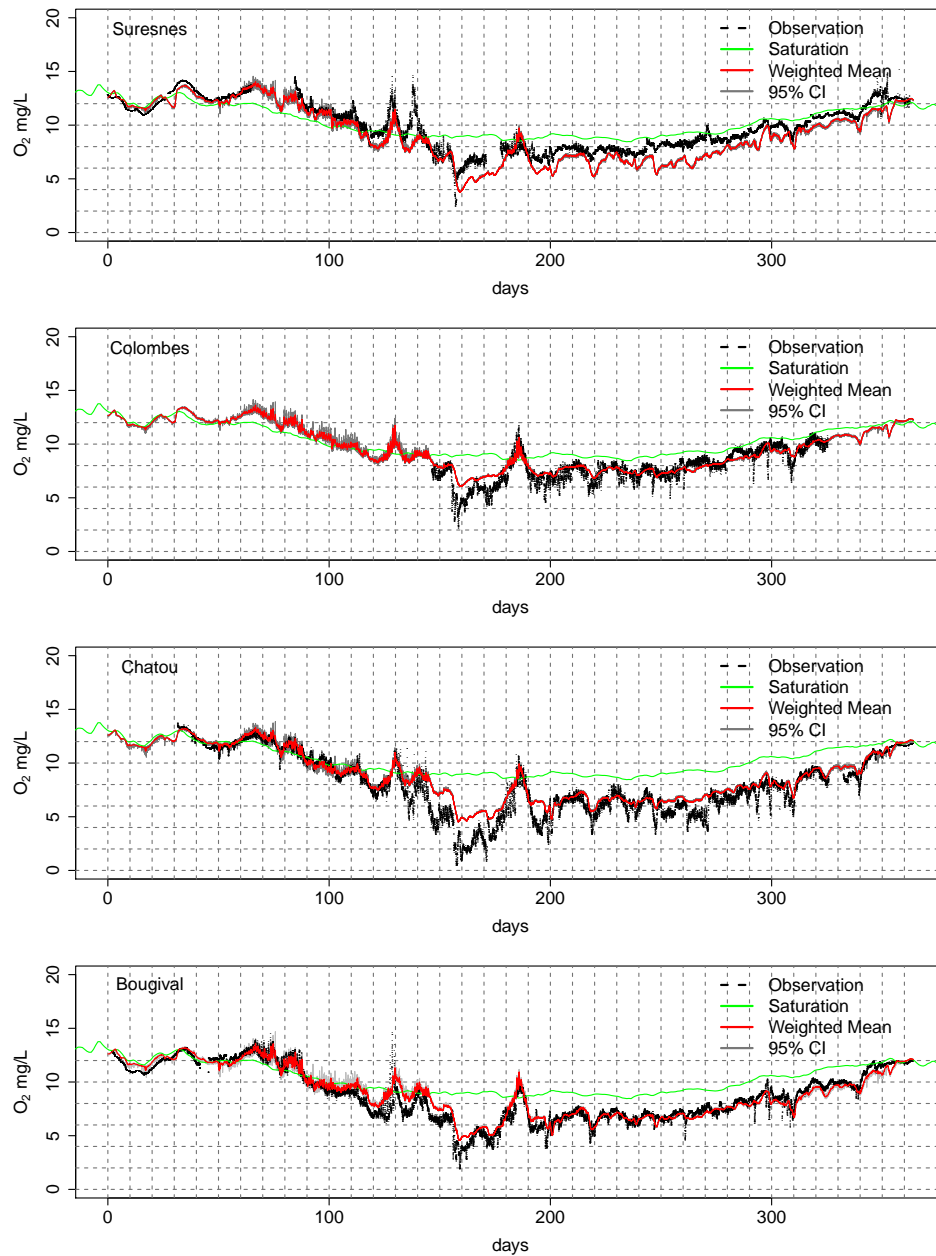 Suresnes
Observation
Saturation
Weighted Mean
95% CI
O2 mg/L
0 5 10 15 20
0 100 200 300
days
Colombes
Observation
Saturation
Weighted Mean
95% CI
O2 mg/L
0 5 10 15 20
0 100 200 300
days
Chatou
Observation
Saturation
Weighted Mean
95% CI
O2 mg/L
0 5 10 15 20
0 100 200 300
days
Bougival
Observation
Saturation
Weighted Mean
95% CI
O2 mg/L
0 5 10 15 20
0 100 200 300
days